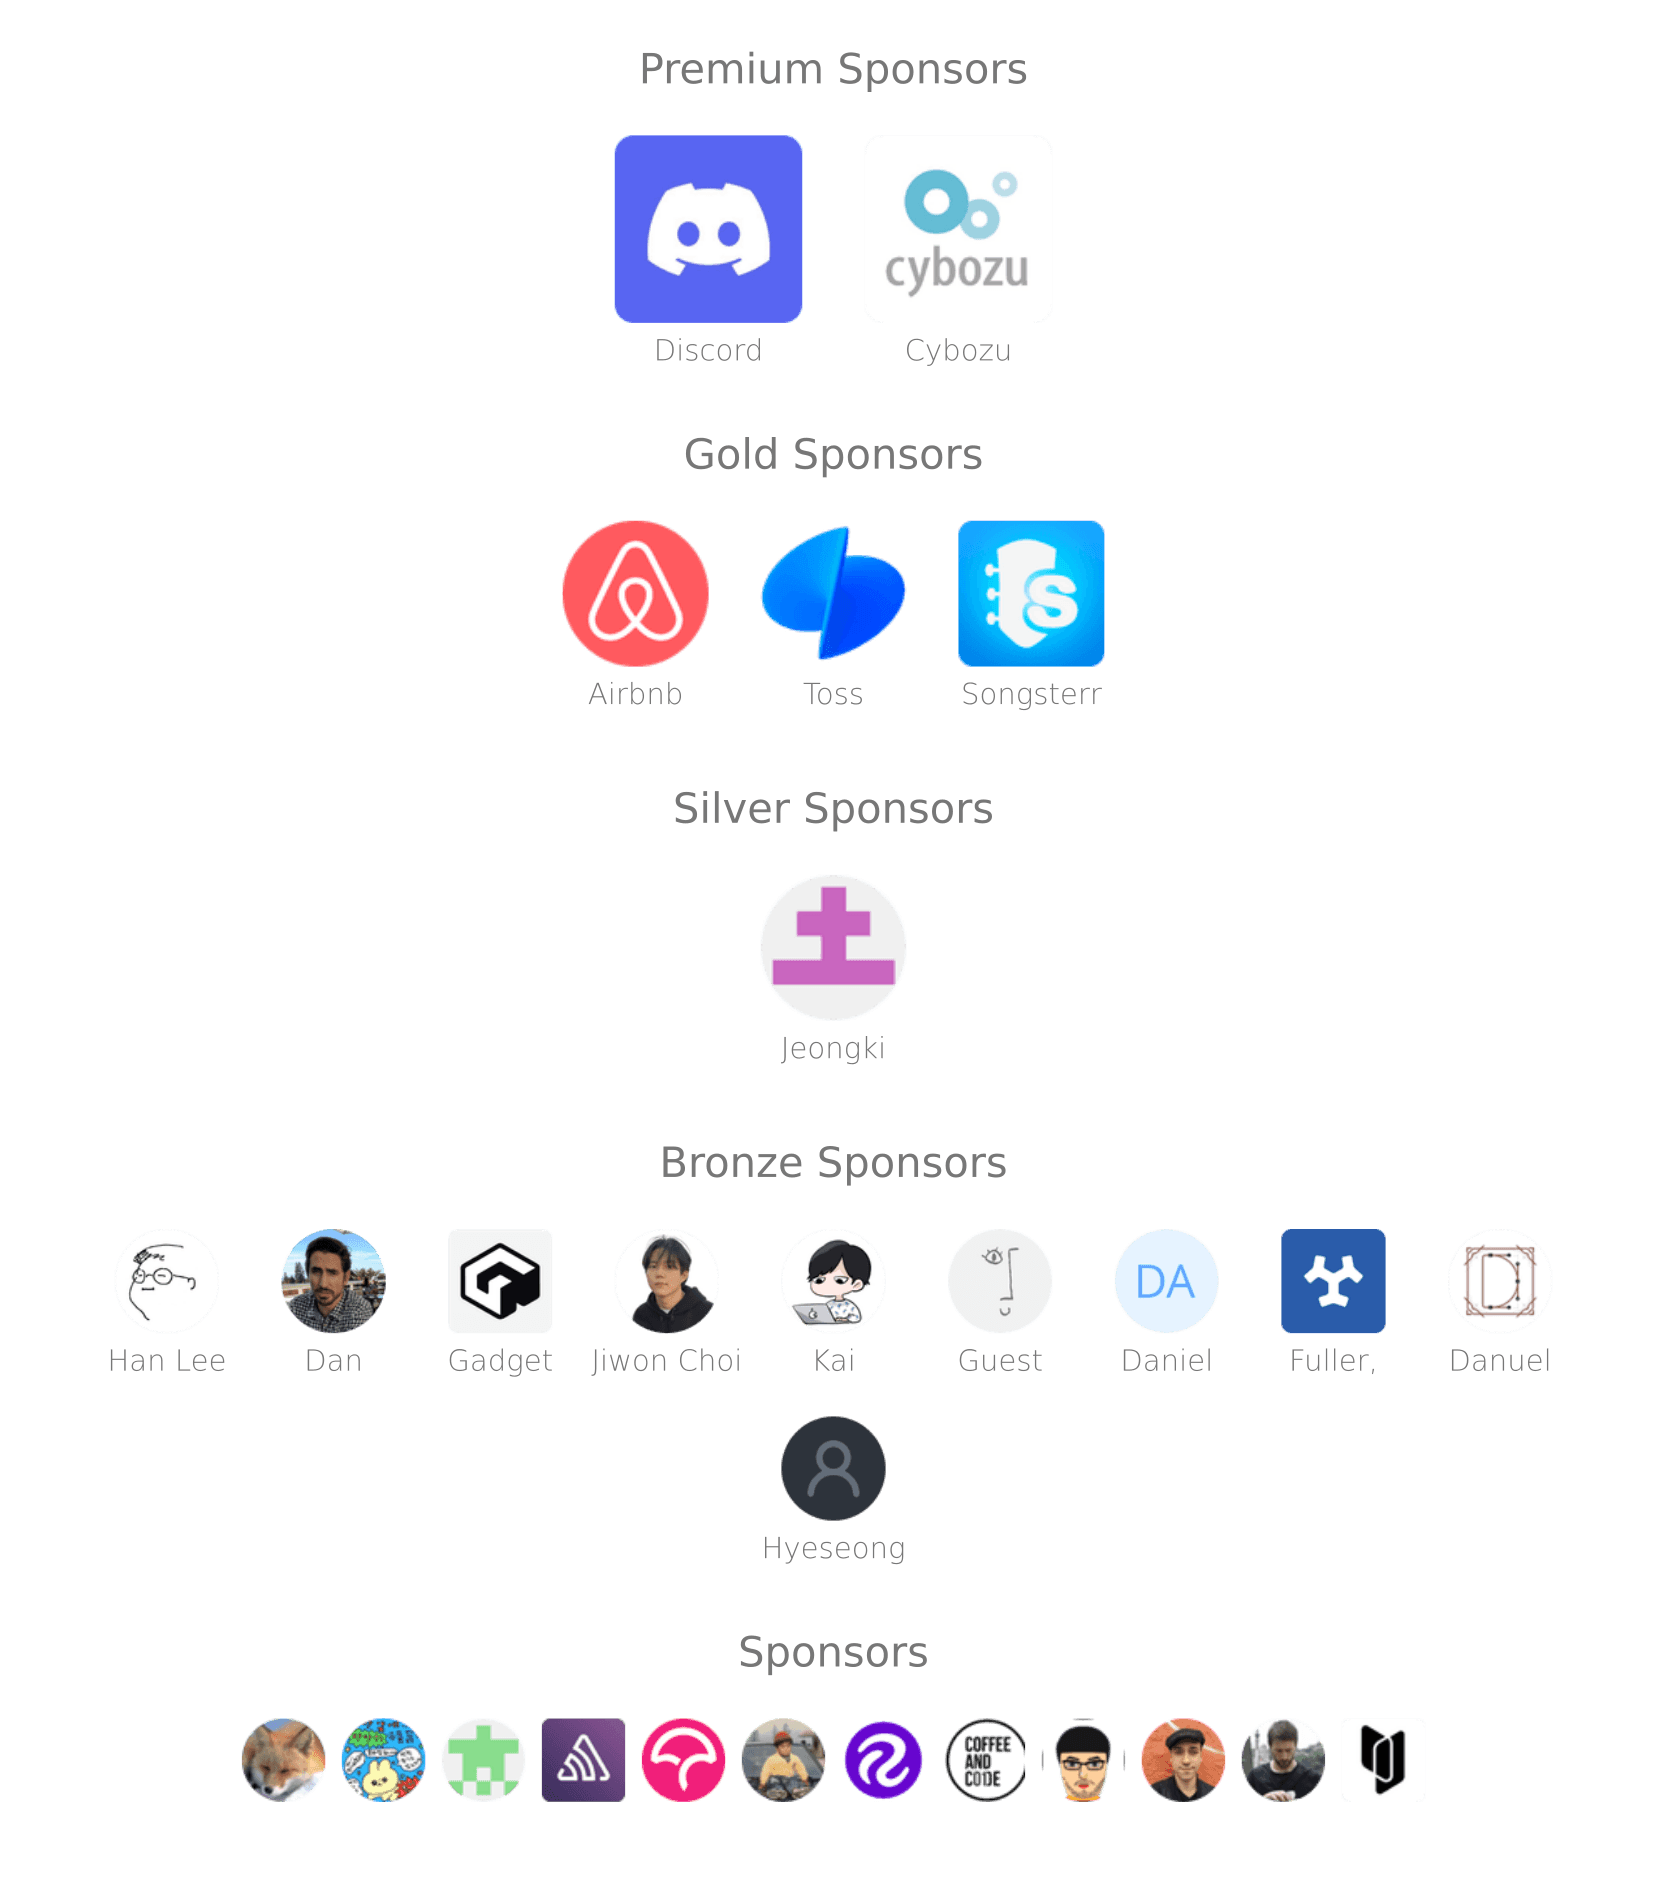 Premium Sponsors
cybozu
Discord Cybozu
Gold Sponsors
S
Airbnb Toss Songsterr
Silver Sponsors
Jeongki
Bronze Sponsors
DA
Han Lee Dan Gadget Jiwon Choi Kai Guest Daniel Fuller, Danuel
Hyeseong
Sponsors
COFFEE
AND
CODE